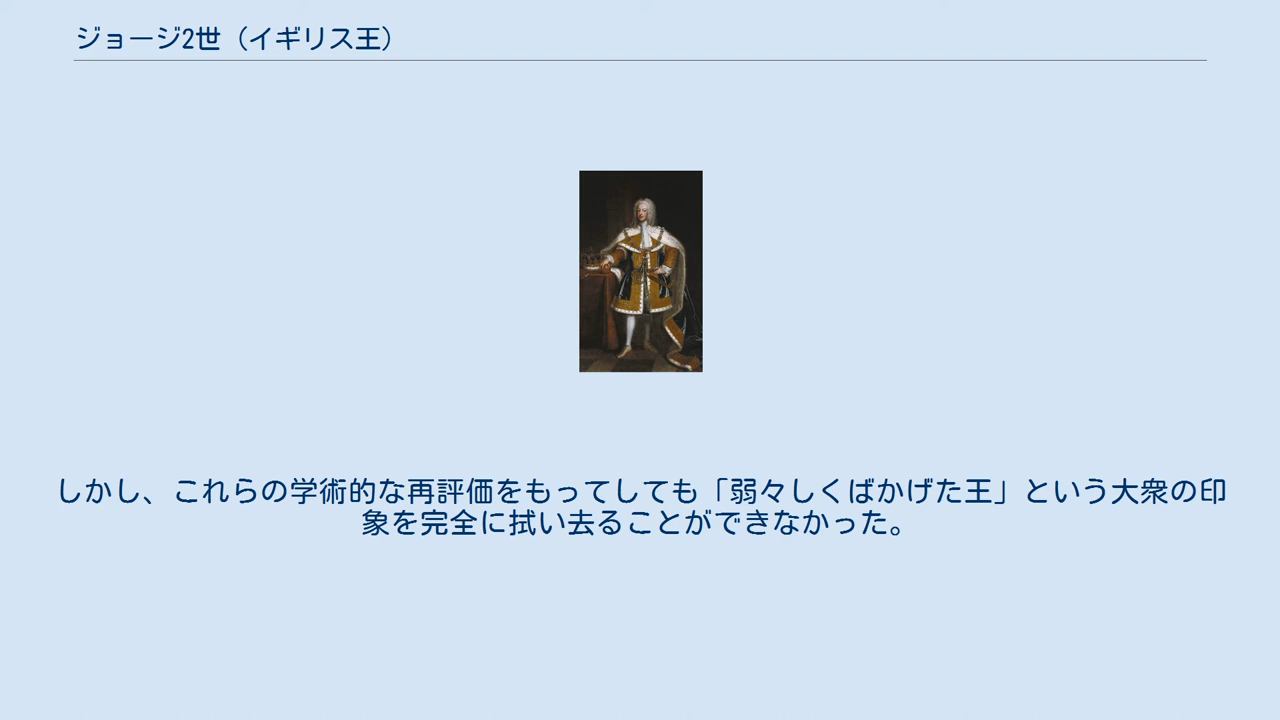 ジョージ2世（イギリス王）
しかし、これらの学術的な再評価をもってしても「弱々しくばかげた王」という大衆の印
象を完全に拭い去ることができなかった。